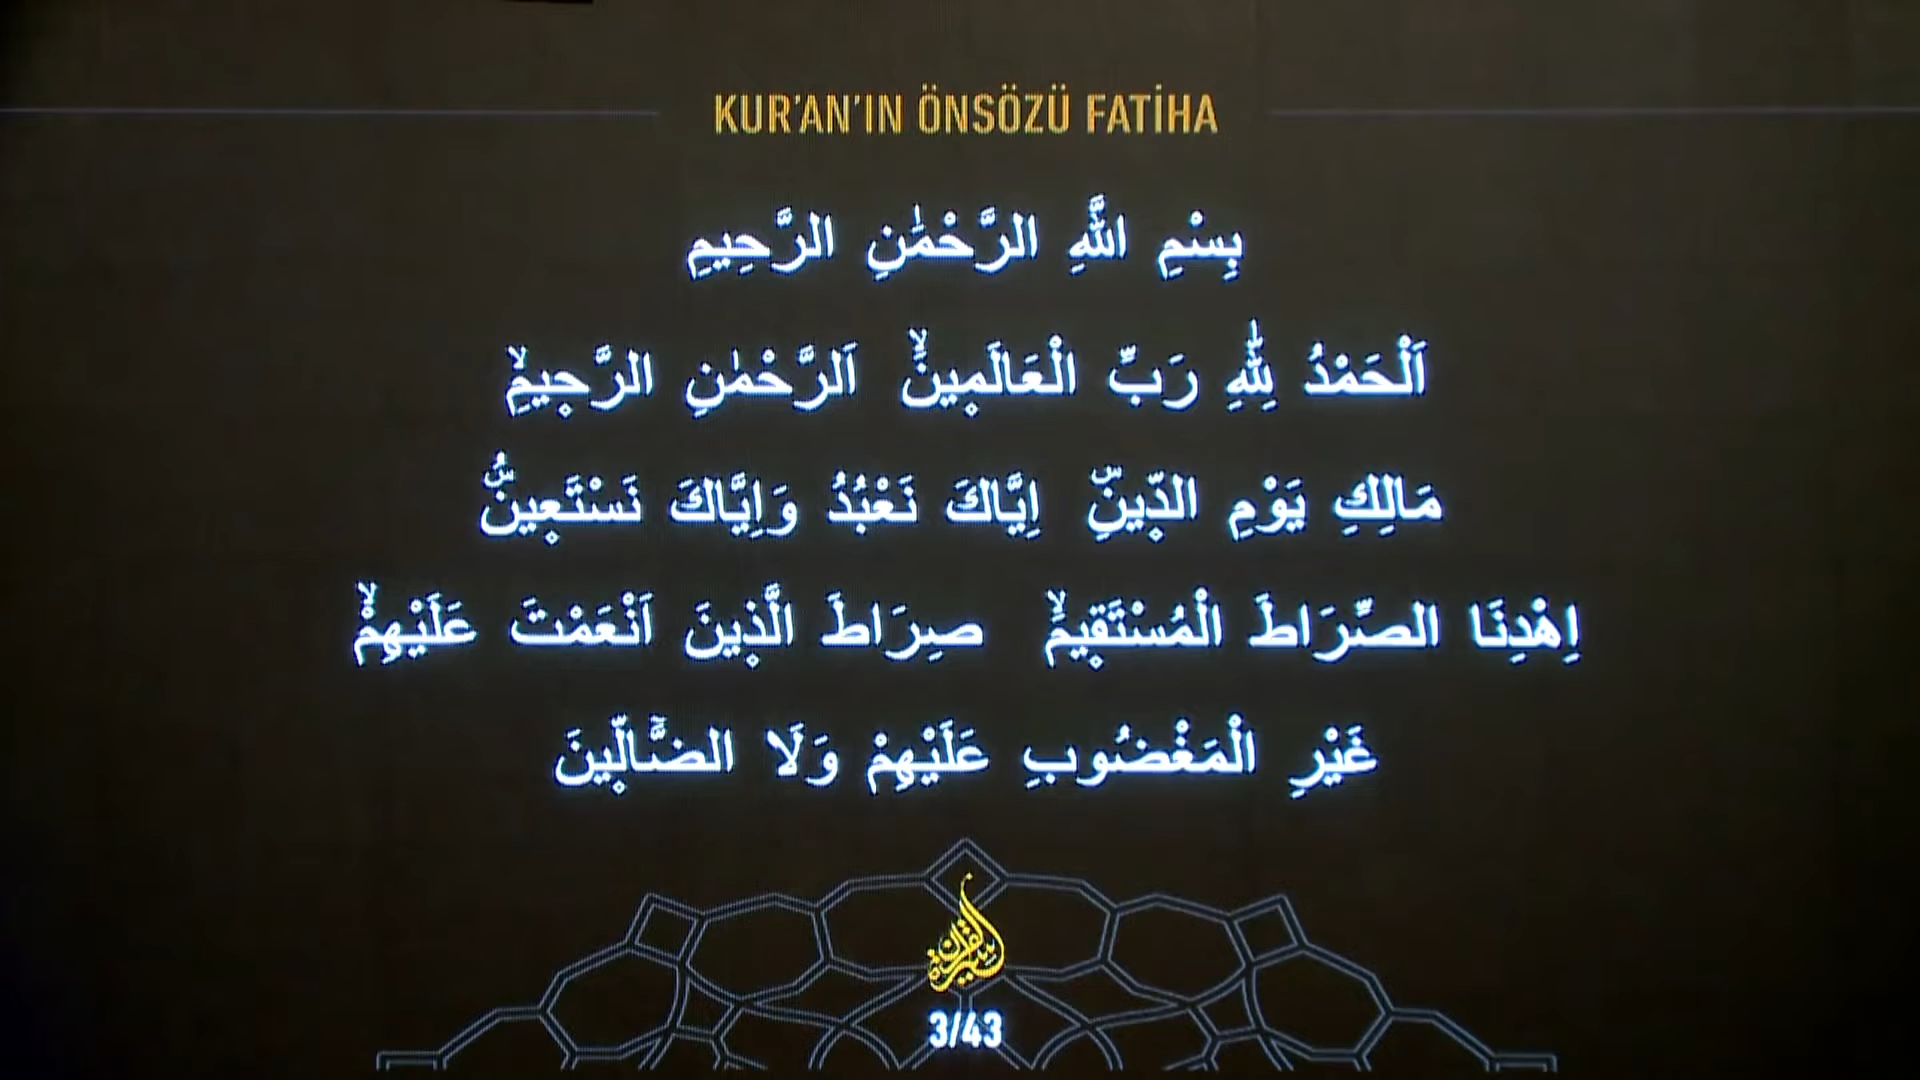 KUR’AN’IN ÖNSÖZÜ FATİHA
بِسْمِ اللّٰهِ الرَّحْمٰنِ الرَّحِيمِ
اَلْحَمْدُ لِلّٰهِ رَبِّ الْعَالَمٖينَۙ اَلرَّحْمٰنِ الرَّحٖيمِۙ
مَالِكِ يَوْمِ الدّٖينِۜ اِيَّاكَ نَعْبُدُ وَاِيَّاكَ نَسْتَعٖينُۜ
اِهْدِنَا الصِّرَاطَ الْمُسْتَقٖيمَۙ صِرَاطَ الَّذٖينَ اَنْعَمْتَ عَلَيْهِمْۙ
غَيْرِ الْمَغْضُوبِ عَلَيْهِمْ وَلَا الضَّٓالّٖينَ
3/43